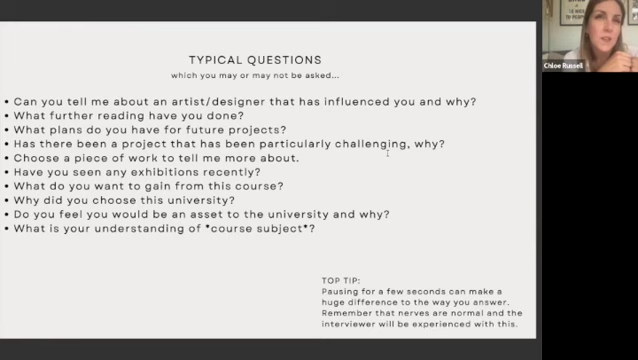 TYPICAL QUESTIONS
which you may or may not be asked...
• Can you tell me about an artist/designer that has influenced you and why?
• What further reading have you done?
• What plans do you have for future projects?
• Has there been a project that has been particularly challenging, why?
• Choose a piece of work to tell me more about.
• Have you seen any exhibitions recently?
• What do you want to gain from this course?
• Why did you choose this university?
• Do you feel you would be an asset to the university and why?
• What is your understanding of *course subject*?
TOP TIP:
Pausing for a few seconds can make a
huge difference to the way you answer.
Remember that nerves are normal and the
interviewer will be experienced with this.
Chloe Russell